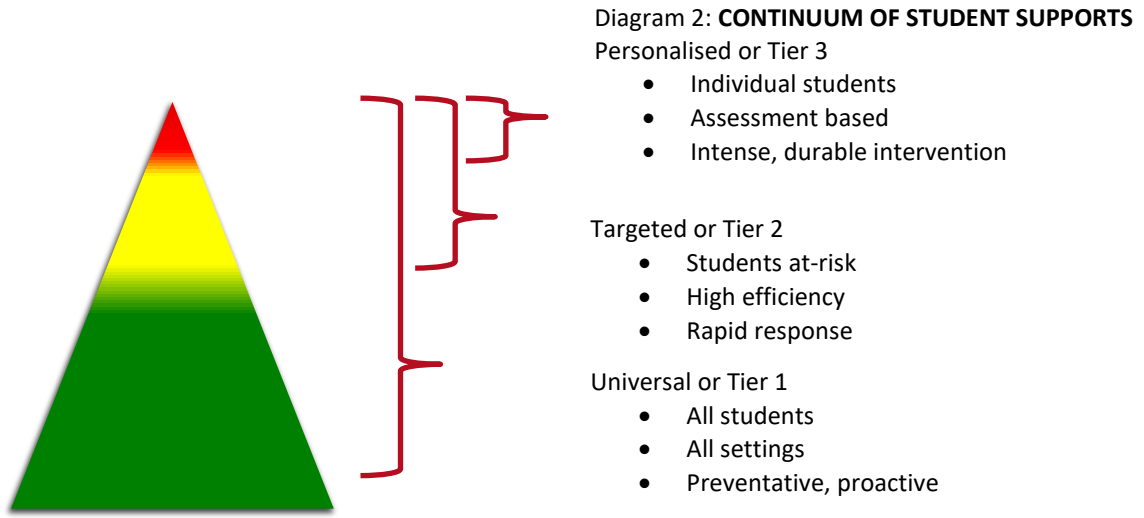 Diagram 2: CONTINUUM OF STUDENT SUPPORTS
Personalised or Tier 3
• Individual students
• Assessment based
• Intense, durable intervention
Targeted or Tier 2
• Students at-risk
• High efficiency
• Rapid response
Universal or Tier 1
• All students
• All settings
• Preventative, proactive